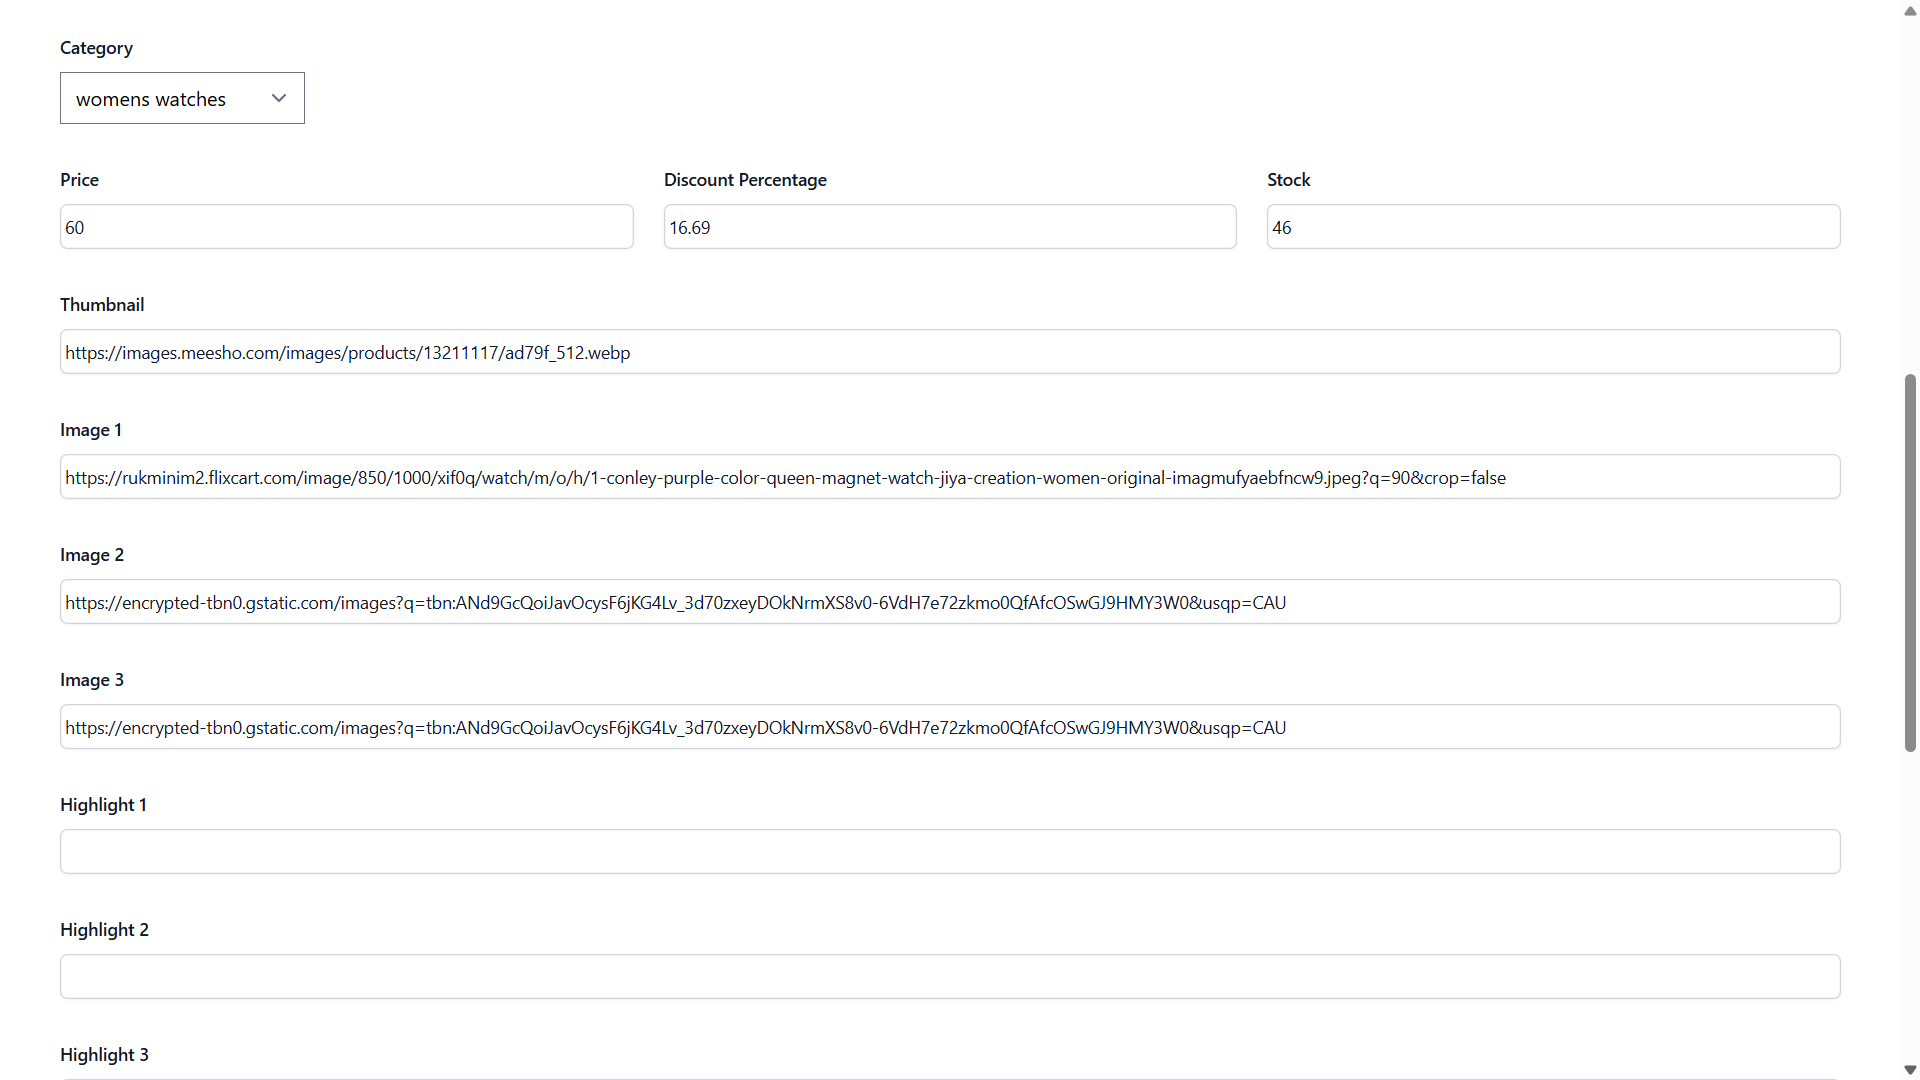 Category
womens watches
Price
Discount Percentage
Stock
60
16.69
46
Thumbnail
https://images.meesho.com/images/products/13211117/ad79f_512.webp
Image 1
https://rukminim2.flixcart.com/image/850/1000/xif0q/watch/m/o/h/1-conley-purple-color-queen-magnet-watch-jiya-creation-women-original-imagmufyaebfncw9.jpeg?q=90&crop=false
Image 2
https://encrypted-tbn0.gstatic.com/images?q=tbn:ANd9GcQoiJavOcysF6jKG4Lv_3d70zxeyDOkNrmXS8v0-6VdH7e72zkmo0QfAfcOSwGJ9HMY3W0&usqp=CAU
Image 3
https://encrypted-tbn0.gstatic.com/images?q=tbn:ANd9GcQoiJavOcysF6jKG4Lv_3d70zxeyDOkNrmXS8v0-6VdH7e72zkmo0QfAfcOSwGJ9HMY3W0&usqp=CAU
Highlight 1
Highlight 2
Highlight 3